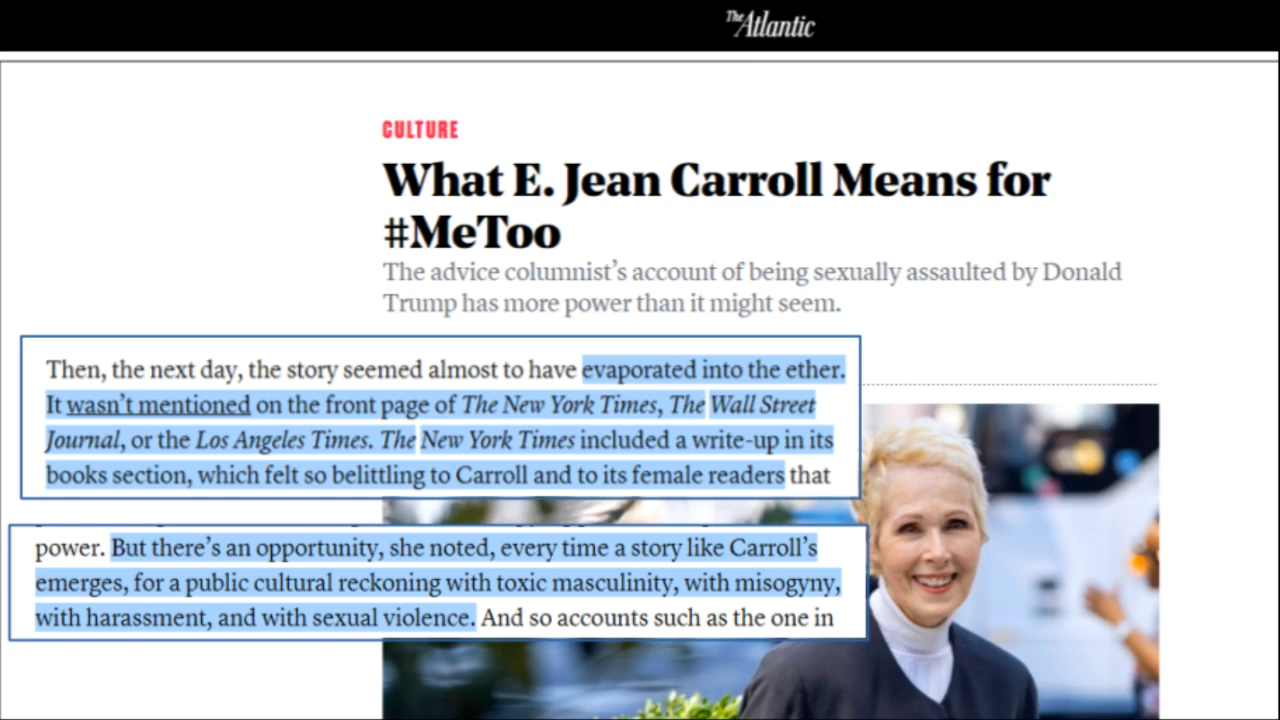 The Atlantic
CULTURE
What E. Jean Carroll Means for
#MeToo
The advice columnist’s account of being sexually assaulted by Donald
Trump has more power than it might seem.
Then, the next day, the story seemed almost to have evaporated into the ether.
It wasn’t mentioned on the front page of The New York Times, The Wall Street
Journal, or the Los Angeles Times. The New York Times included a write-up in its
books section, which felt so belittling to Carroll and to its female readers that
power. But there’s an opportunity, she noted, every time a story like Carroll’s
emerges, for a public cultural reckoning with toxic masculinity, with misogyny,
with harassment, and with sexual violence. And so accounts such as the one in